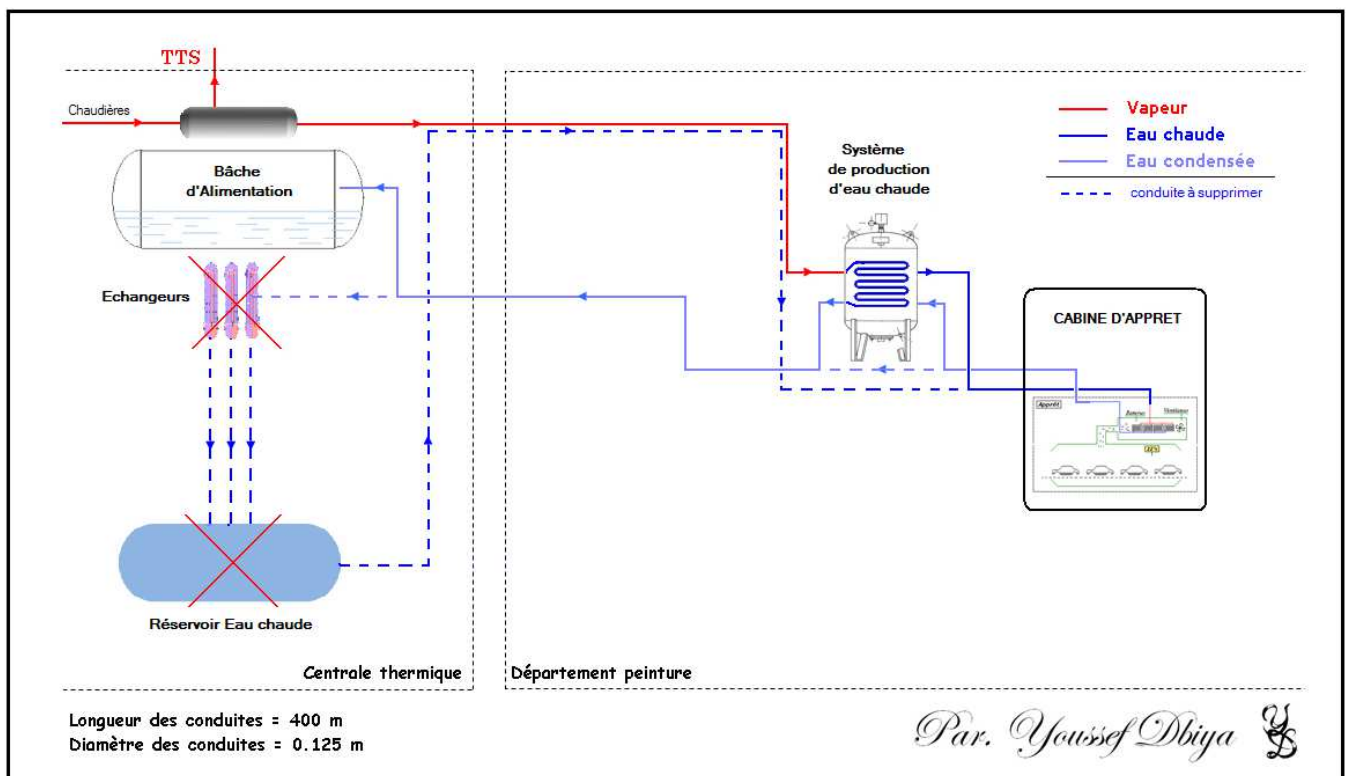 TTS
Chaudières
Bâche
d'Alimentation
Echangeurs
Réservoir Eau chaude
Centrale thermique
Département peinture
Système
de production
d'eau chaude
Vapeur
Eau chaude
Eau condensée
conduite à supprimer
CABINE D'APPRET
Apprêt
Longueur des conduites = 400 m
Diamètre des conduites = 0.125 m
Par. Youssef Dbiya